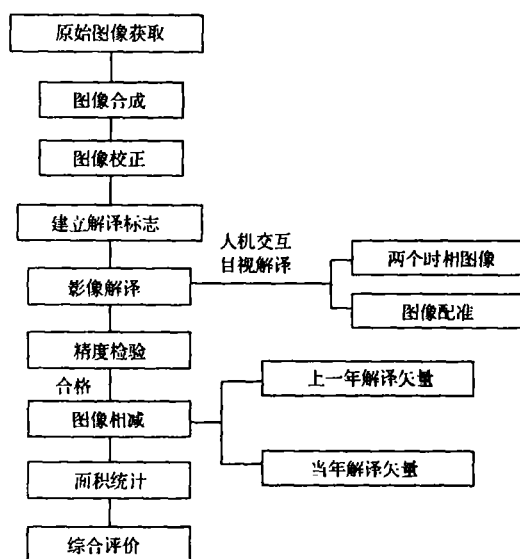 原始图像获取
图像合成
图像校正
建立解译标志
人机交互
目视解译
影像解译
两个时相图像
图像配准
精度检验
合格
图像相减
上一年解译矢量
当年解译矢量
面积统计
综合评价